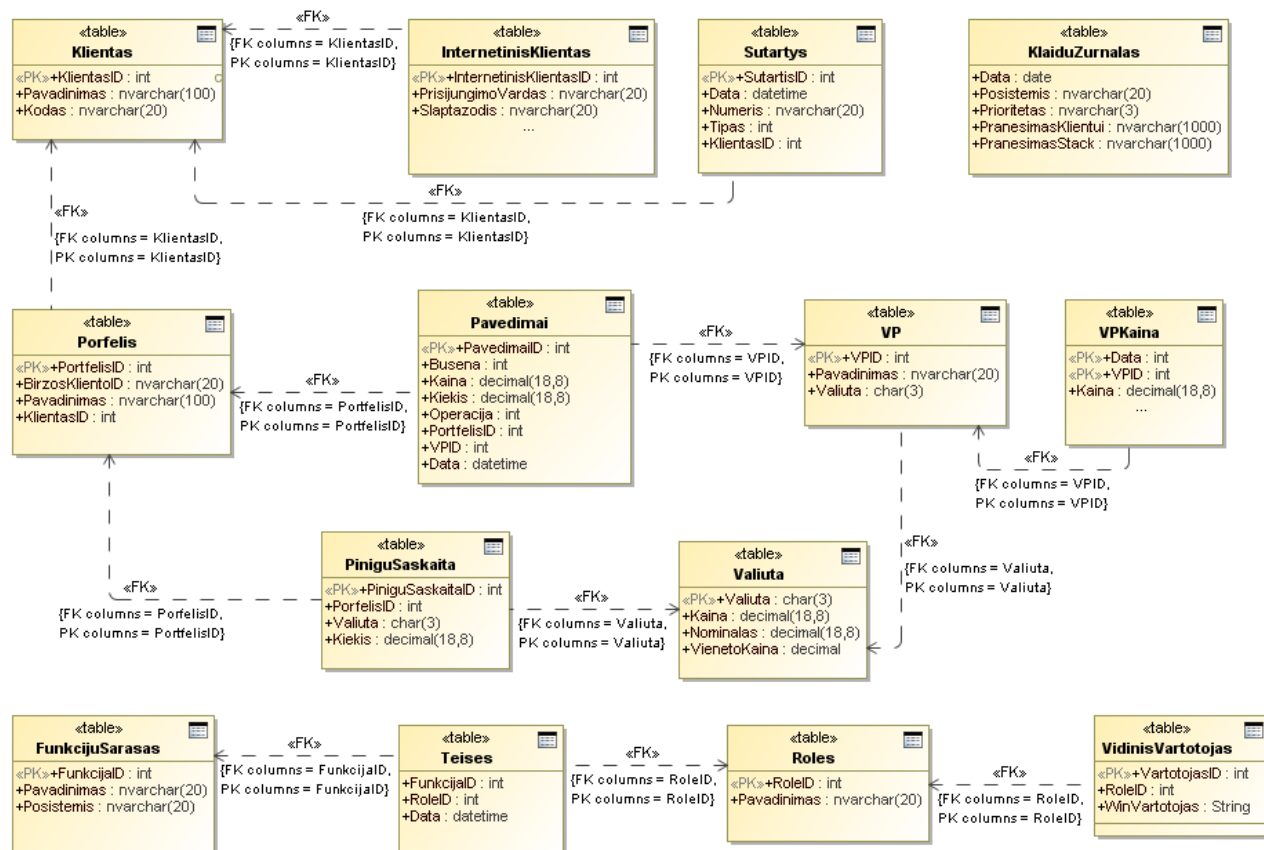 «table»
Klientas
«PK»+KlientasID : int
+Pavadinimas : nvarchar(100)
+Kodas : nvarchar(20)
«FK»
{FK columns = KlientasID,
PK columns = KlientasID}
«table»
InternetinisKlientas
«PK»+InternetinisKlientasID : int
+PrisijungimoVardas : nvarchar(20)
+Slaptazodis : nvarchar(20)
...
«table»
Sutartys
«PK»+SutartisID : int
+Data : datetime
+Numeris : nvarchar(20)
+Tipas : int
+KlientasID : int
«table»
KlaiduZurnalas
+Data : date
+Posistemis : nvarchar(20)
+Prioritetas : nvarchar(3)
+PranesimasKlientui : nvarchar(1000)
+PranesimasStack : nvarchar(1000)
«FK»
{FK columns = KlientasID,
PK columns = KlientasID}
«FK»
{FK columns = KlientasID,
PK columns = KlientasID}
«table»
Porfelis
«PK»+PortfelisID : int
+BirzosKlientoID : nvarchar(20)
+Pavadinimas : nvarchar(100)
+KlientasID : int
«FK»
{FK columns = PortfelisID,
PK columns = PortfelisID}
«table»
Pavedimai
«PK»+PavedimaiID : int
+Busena : int
+Kaina : decimal(18,8)
+Kiekis : decimal(18,8)
+Operacija : int
+PortfelisID : int
+VPID : int
+Data : datetime
«FK»
{FK columns = VPID,
PK columns = VPID}
«table»
VP
«PK»+VPID : int
+Pavadinimas : nvarchar(20)
+Valiuta : char(3)
«table»
VPKaina
«PK»+Data : int
«PK»+VPID : int
+Kaina : decimal(18,8)
...
«FK»
{FK columns = VPID,
PK columns = VPID}
«FK»
{FK columns = Valiuta,
PK columns = Valiuta}
«FK»
{FK columns = PorfelisID,
PK columns = PortfelisID}
«table»
PiniguSaskaita
«PK»+PiniguSaskaitaID : int
+PorfelisID : int
+Valiuta : char(3)
+Kiekis : decimal(18,8)
«FK»
{FK columns = Valiuta,
PK columns = Valiuta}
«table»
Valiuta
«PK»+Valiuta : char(3)
+Kaina : decimal(18,8)
+Nominalas : decimal(18,8)
+VienetoKaina : decimal
«table»
FunkcijuSarasas
«PK»+FunkcijaID : int
+Pavadinimas : nvarchar(20)
+Posistemis : nvarchar(20)
«FK»
{FK columns = FunkcijaID,
PK columns = FunkcijaID}
«table»
Teises
+FunkcijaID : int
+RoleID : int
+Data : datetime
«FK»
{FK columns = RoleID,
PK columns = RoleID}
«table»
Roles
«PK»+RoleID : int
+Pavadinimas : nvarchar(20)
«FK»
{FK columns = RoleID,
PK columns = RoleID}
«table»
VidinisVartotojas
«PK»+VartotojasID : int
+RoleID : int
+WinVartotojas : String